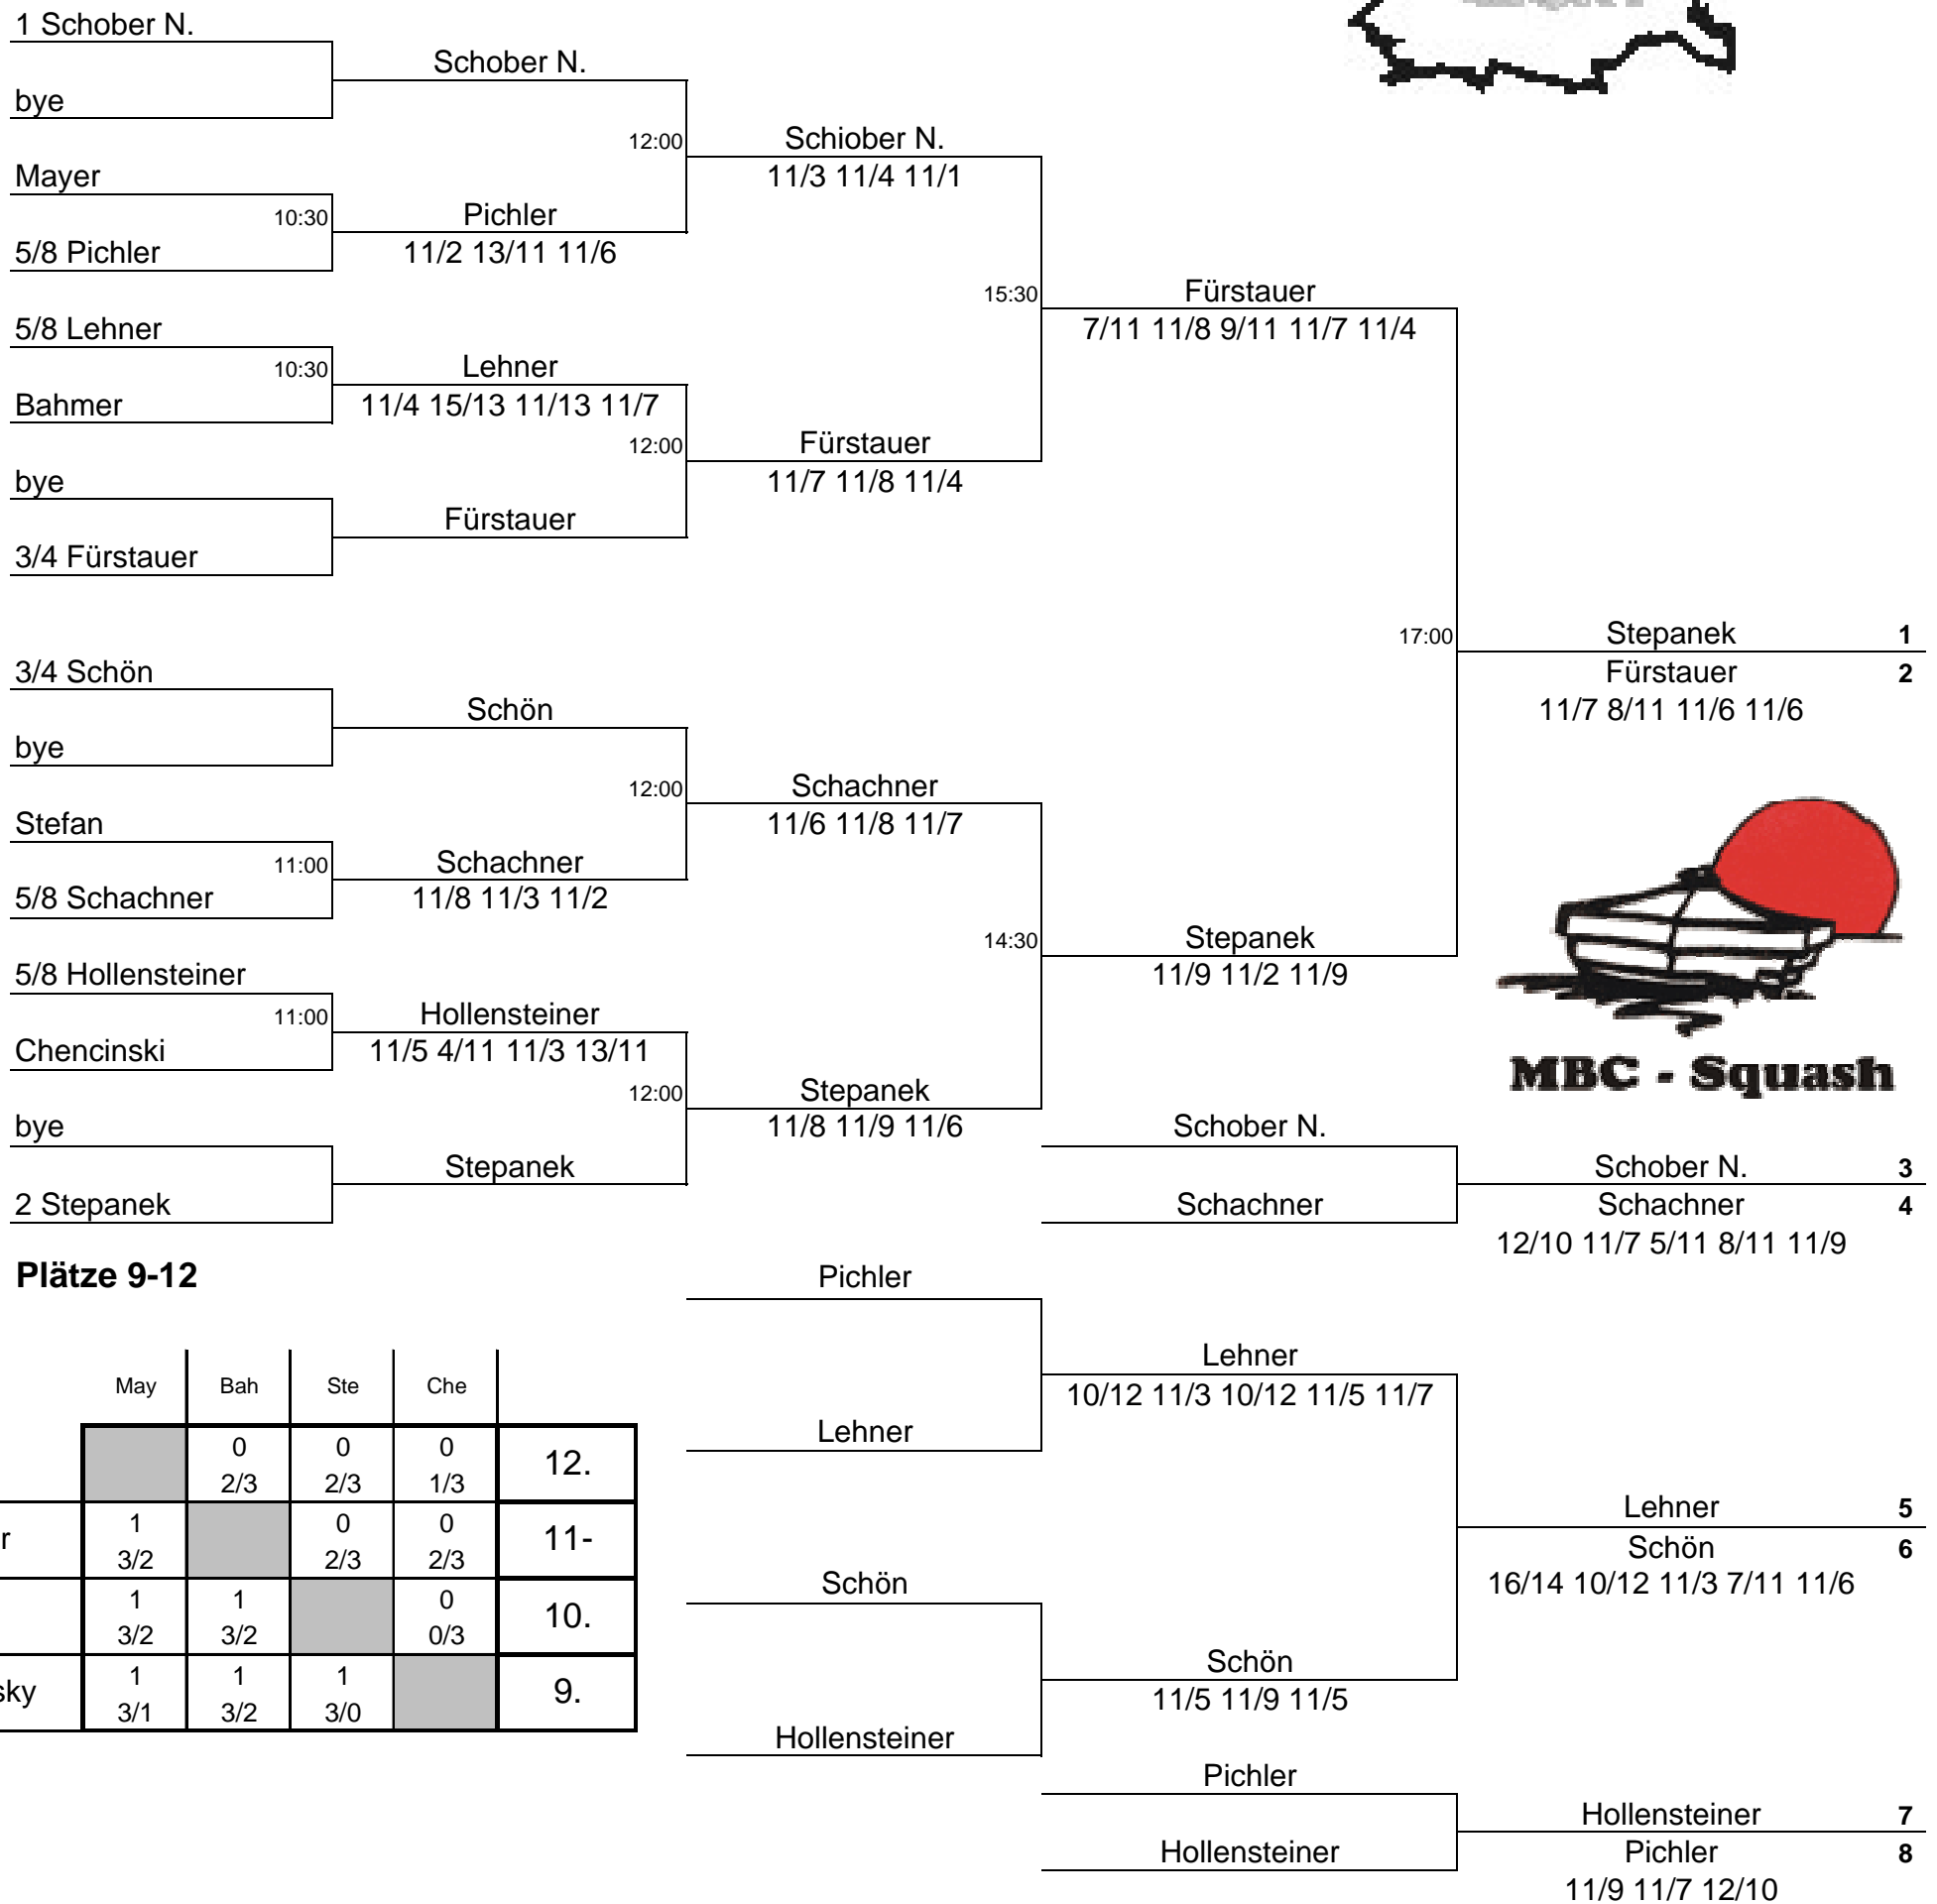 1 Schober N.
Schober N.
bye
12:00
Schiober N.
11/3 11/4 11/1
Mayer
10:30
Pichler
5/8 Pichler
11/2 13/11 11/6
15:30
Fürstauer
7/11 11/8 9/11 11/7 11/4
5/8 Lehner
10:30
Lehner
Bahmer
11/4 15/13 11/13 11/7
12:00
Fürstauer
11/7 11/8 11/4
bye
Fürstauer
3/4 Fürstauer
17:00
Stepanek 1
Fürstauer 2
11/7 8/11 11/6 11/6
3/4 Schön
Schön
bye
12:00
Schachner
11/6 11/8 11/7
Stefan
11:00
Schachner
5/8 Schachner
11/8 11/3 11/2
14:30
Stepanek
11/9 11/2 11/9
5/8 Hollensteiner
11:00
Hollensteiner
Chencinski
11/5 4/11 11/3 13/11
12:00
Stepanek
11/8 11/9 11/6
bye
Stepanek
2 Stepanek
MBC - Squash
Schober N.
Schachner
Schober N. 3
Schachner 4
12/10 11/7 5/11 8/11 11/9
Plätze 9-12
May Bah Ste Che
0 0 0 12.
2/3 2/3 1/3
r 1 0 0 11-
3/2 2/3 2/3
1 1 0 10.
3/2 3/2 0/3
sky 1 1 1 9.
3/1 3/2 3/0
Pichler
Lehner
10/12 11/3 10/12 11/5 11/7
Lehner
Lehner 5
Schön 6
16/14 10/12 11/3 7/11 11/6
Schön
Schön
11/5 11/9 11/5
Hollensteiner
Pichler
Hollensteiner
Hollensteiner 7
Pichler 8
11/9 11/7 12/10